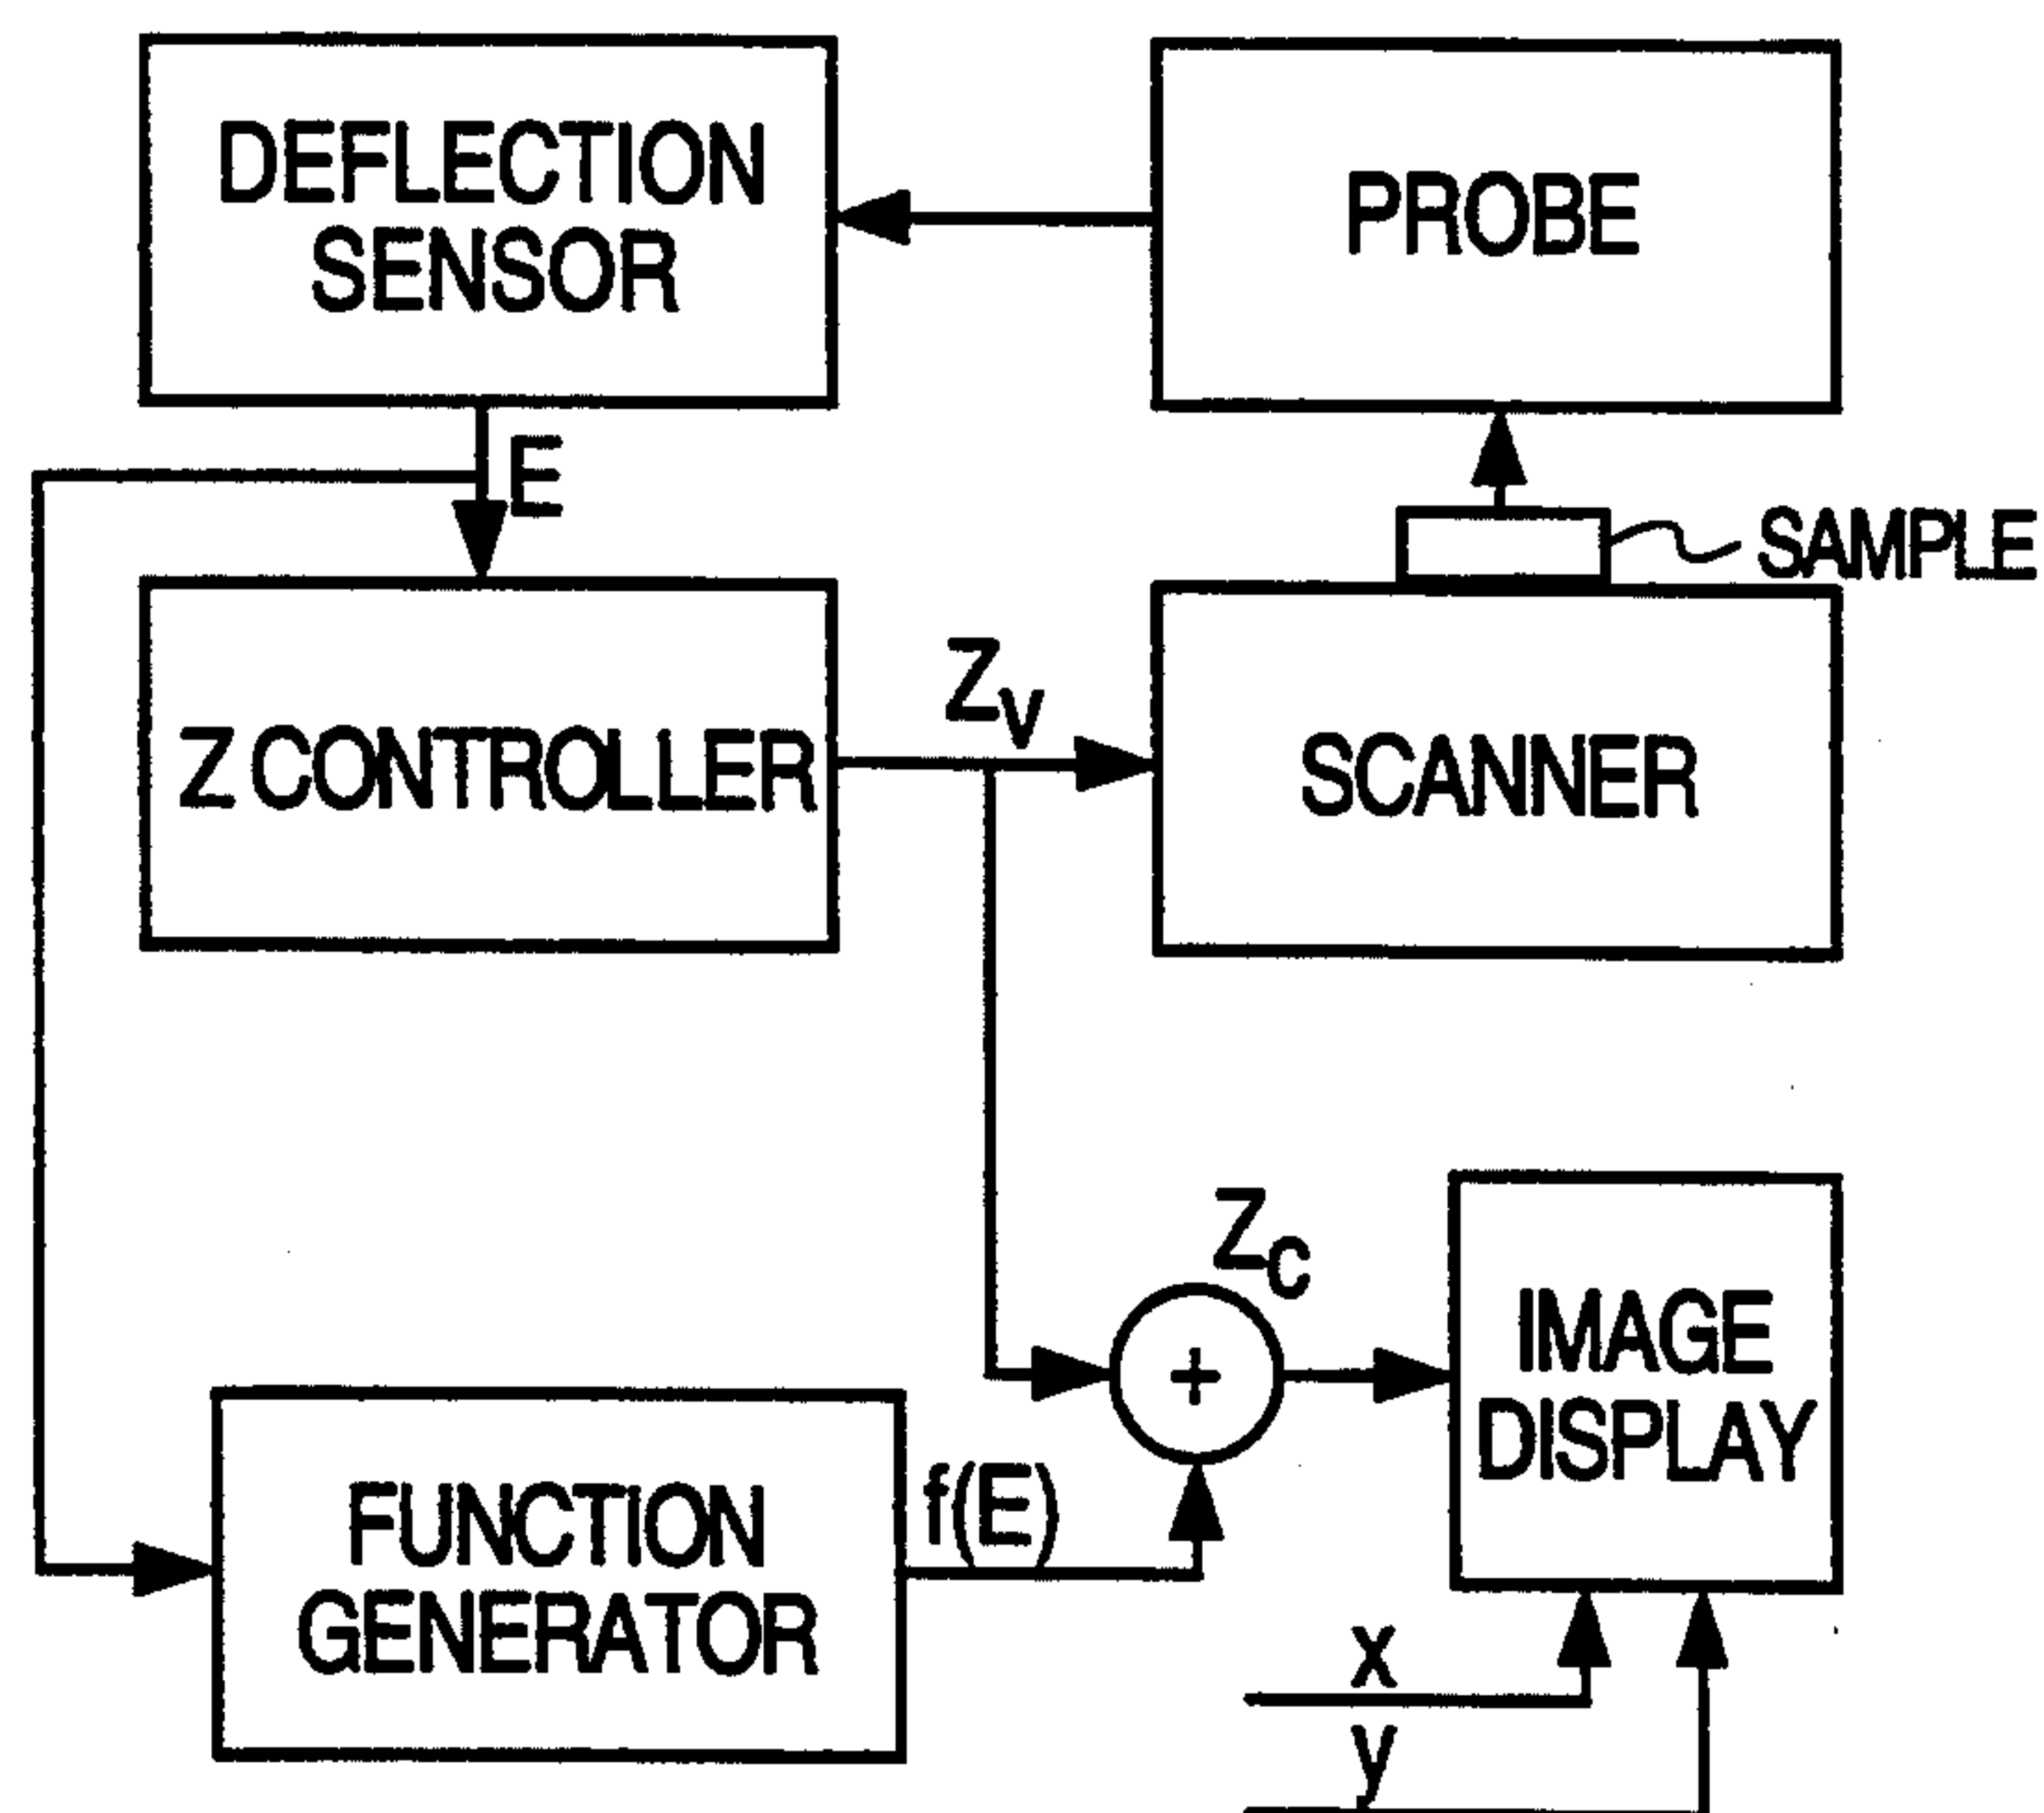 DEFLECTION
SENSOR
PROBE
E
SAMPLE
Z CONTROLLER
Zv
SCANNER
Zc
IMAGE
DISPLAY
+
f(E)
FUNCTION
GENERATOR
x
y